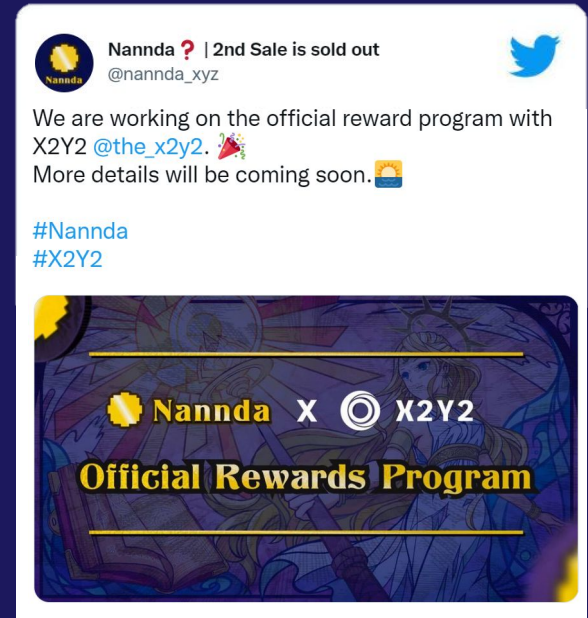 Nannda
Nannda❓ | 2nd Sale is sold out
@nannda_xyz
We are working on the official reward program with
X2Y2 @the_x2y2. 🎉
More details will be coming soon.🌅
#Nannda
#X2Y2
Nannda X X2Y2
Official Rewards Program